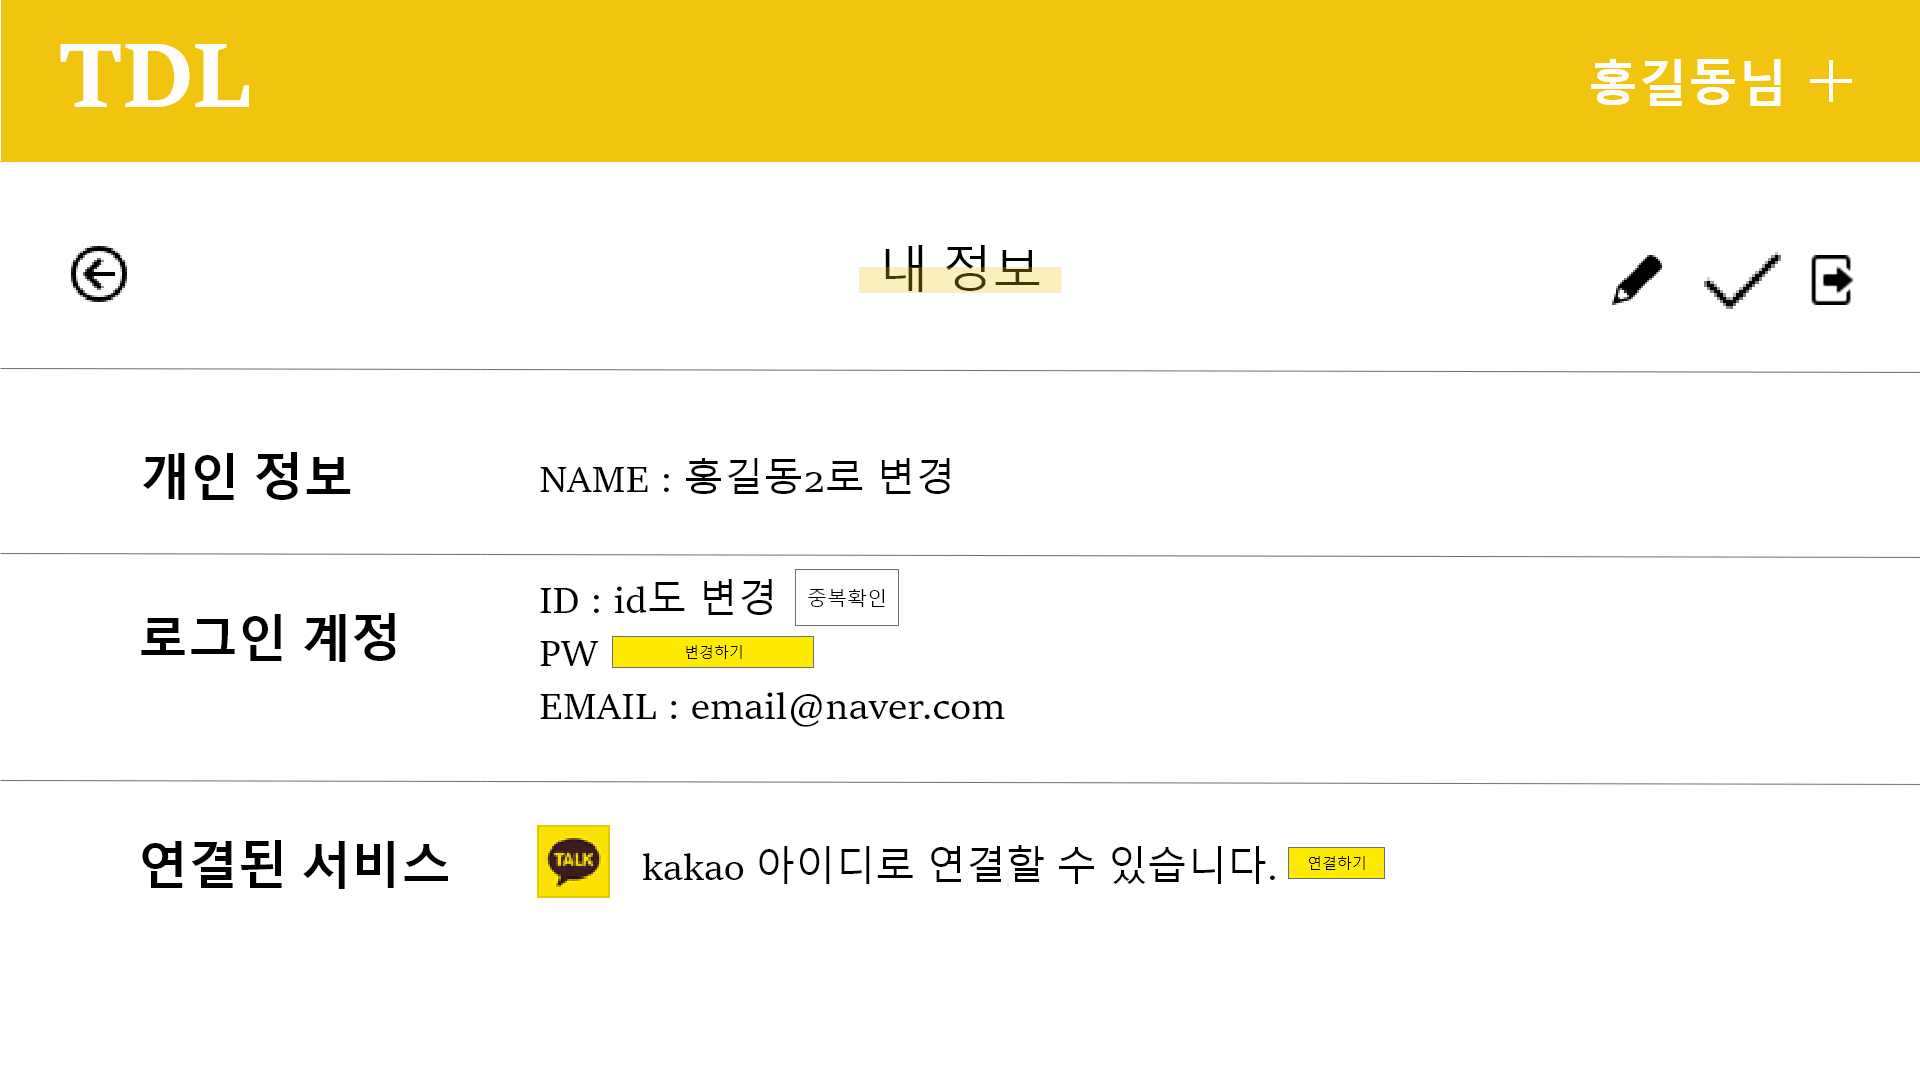 TDL
홍길동님 +
내 정보
개인 정보
NAME : 홍길동2로 변경
로그인 계정
ID : id도 변경 중복확인
PW 변경하기
EMAIL : email@naver.com
연결된 서비스
TALK kakao 아이디로 연결할 수 있습니다. 연결하기